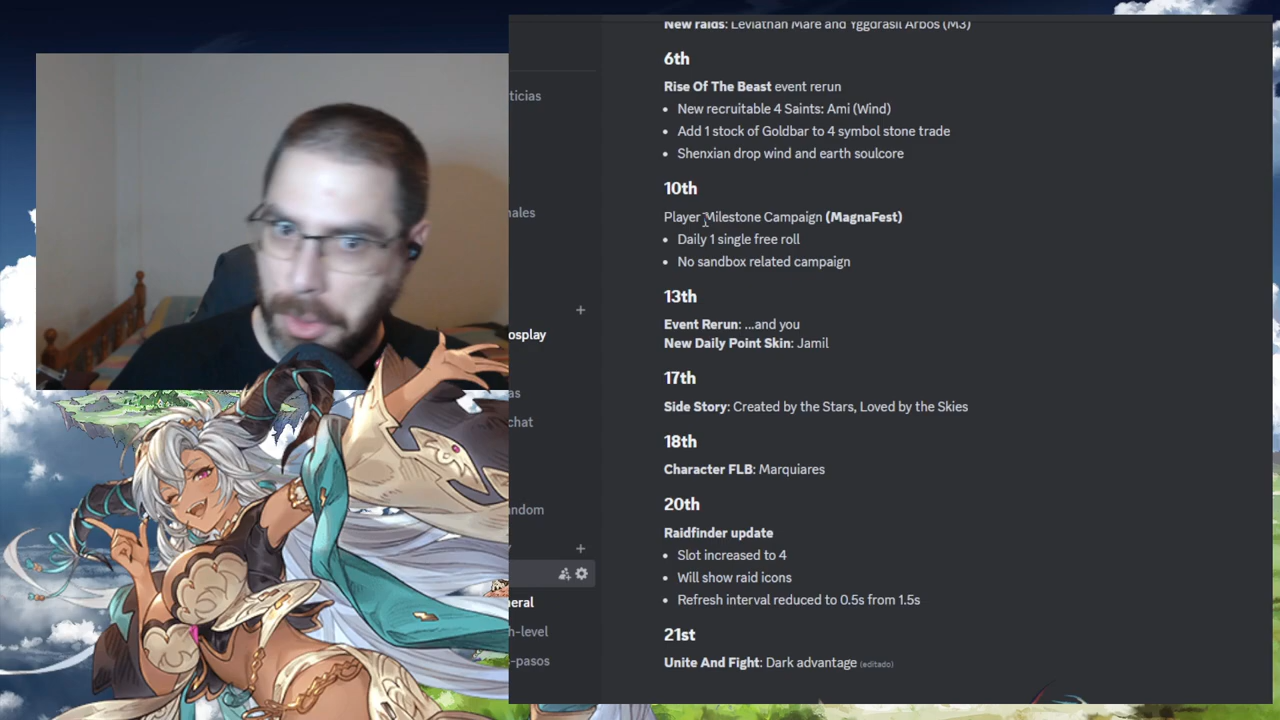 New raids: Leviathan Mare and Yggdrasil Arbos (M3)
6th
Rise Of The Beast event rerun
• New recruitable 4 Saints: Ami (Wind)
• Add 1 stock of Goldbar to 4 symbol stone trade
• Shenxian drop wind and earth soulcore
10th
Player Milestone Campaign (MagnaFest)
• Daily 1 single free roll
• No sandbox related campaign
13th
Event Rerun: ...and you
New Daily Point Skin: Jamil
17th
Side Story: Created by the Stars, Loved by the Skies
18th
Character FLB: Marquiares
20th
Raidfinder update
• Slot increased to 4
• Will show raid icons
• Refresh interval reduced to 0.5s from 1.5s
21st
Unite And Fight: Dark advantage (editado)
ticias
nales
+
osplay
as
chat
andom
+
neral
h-level
-pasos